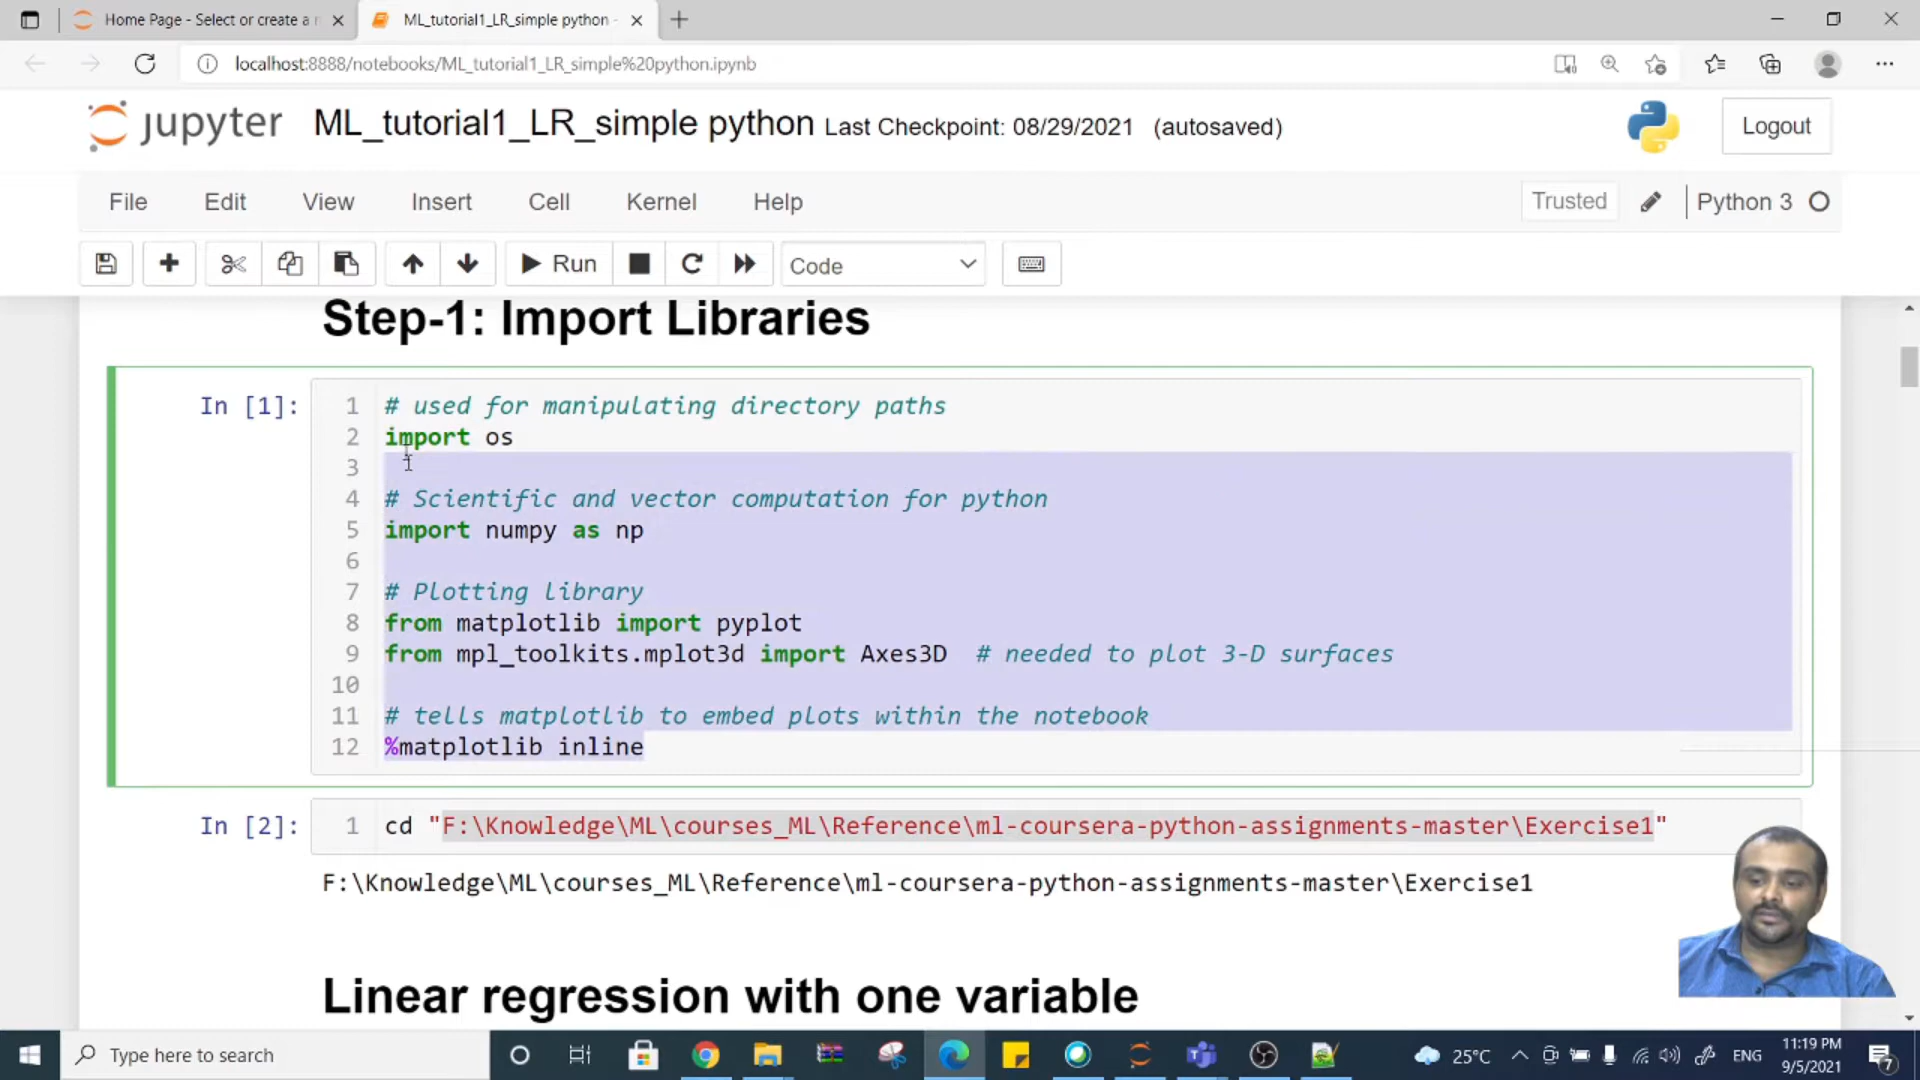 Home Page - Select or create a n
ML_tutorial1_LR_simple python -
localhost:8888/notebooks/ML_tutorial1_LR_simple%20python.ipynb
jupyter ML_tutorial1_LR_simple python Last Checkpoint: 08/29/2021 (autosaved)
Logout
File Edit View Insert Cell Kernel Help
Trusted
Python 3
Run
Code
Step-1: Import Libraries
In [1]:
1 # used for manipulating directory paths
2 import os
3
4 # Scientific and vector computation for python
5 import numpy as np
6
7 # Plotting library
8 from matplotlib import pyplot
9 from mpl_toolkits.mplot3d import Axes3D # needed to plot 3-D surfaces
10
11 # tells matplotlib to embed plots within the notebook
12 %matplotlib inline
In [2]: 1 cd "F:\Knowledge\ML\courses_ML\Reference\ml-coursera-python-assignments-master\Exercise1"
F:\Knowledge\ML\courses_ML\Reference\ml-coursera-python-assignments-master\Exercise1
Linear regression with one variable
Type here to search
25°C
ENG
11:19 PM
9/5/2021
7